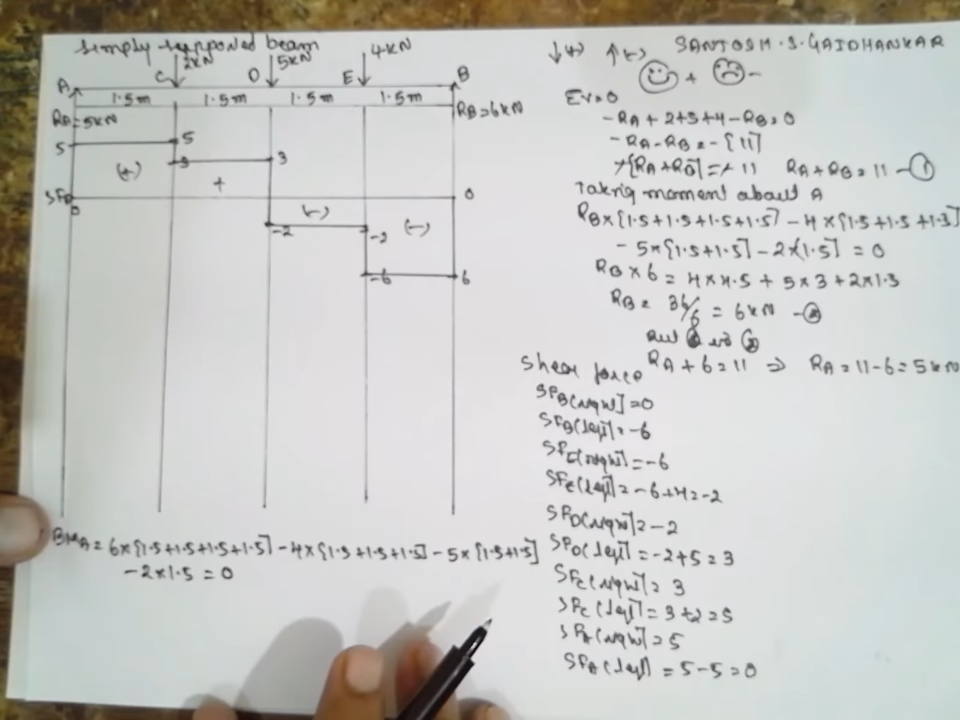 simply suppoded beam
↓(+) ↑(-) SANTOSH.S.GAIDHANKAR
2kN 5kN 4kN
+ -
A C D E B
1.5m 1.5m 1.5m 1.5m
RA=5kN RB=6kN
5 5
3 3
(+) +
SF 0 0
0
-2 -2
(-) (-)
-6 6
Ev=0
-RA+2+5+4-RB=0
-RA-RB=-[11]
+[RA+RB]=+11 RA+RB=11 -①
Taking moment about A
RB×[1.5+1.5+1.5+1.5]-4×[1.5+1.5+1.5]
-5×[1.5+1.5]-2×[1.5]=0
RB×6=4×4.5+5×3+2×1.5
RB=36/6=6kN -②
RA+6=11 ⇒ RA=11-6=5kN
Shear force
SFB(right)=0
SFB(left)=-6
SFE(right)=-6
SFE(left)=-6+4=-2
SFD(right)=-2
SFD(left)=-2+5=3
SFC(right)=3
SFC(left)=3+2=5
SFA(right)=5
SFA(left)=5-5=0
BMA=6×[1.5+1.5+1.5+1.5]-4×[1.5+1.5+1.5]-5×[1.5+1.5]
-2×1.5=0